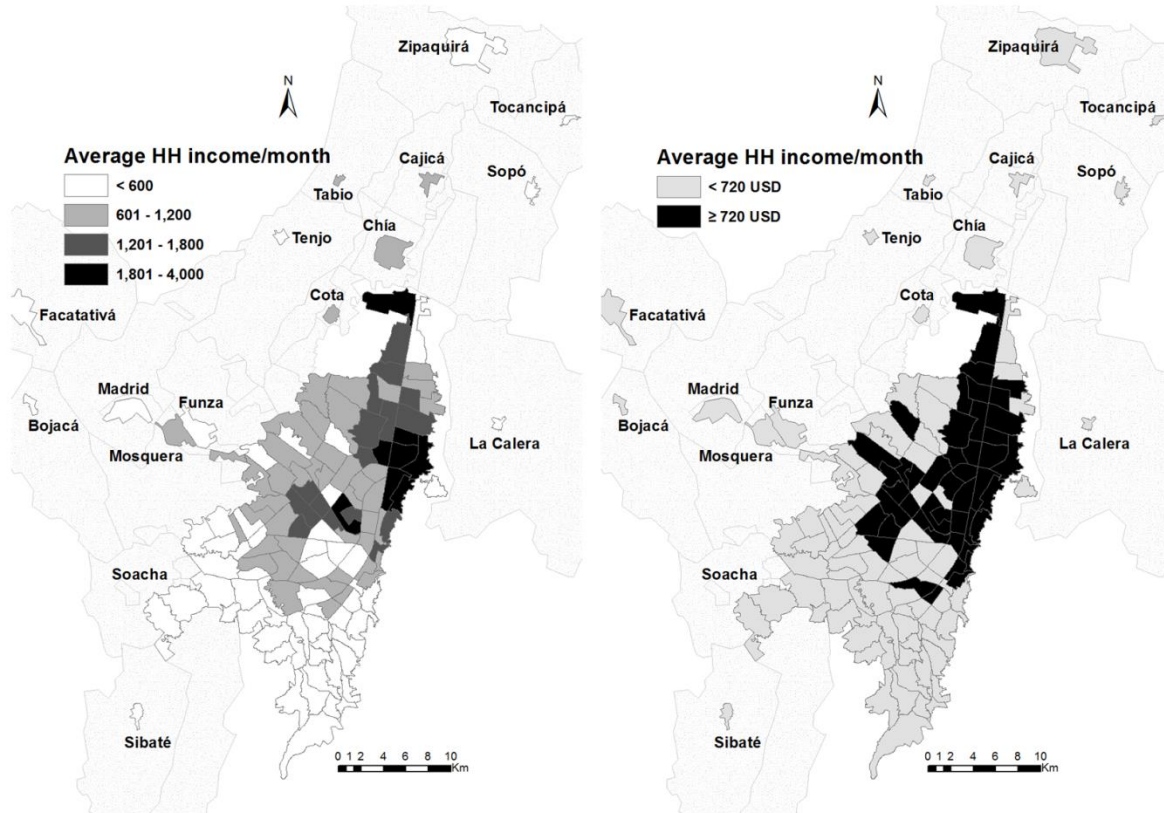 Zipaquirá
N
Tocancipá
Average HH income/month
< 600
601 - 1,200
1,201 - 1,800
1,801 - 4,000
Cajicá
Sopó
Tabio
Chía
Tenjo
Cota
Facatativá
Madrid
Funza
Bojacá
La Calera
Mosquera
Soacha
Sibaté
0 1 2 4 6 8 10
Km
Zipaquirá
N
Tocancipá
Average HH income/month
< 720 USD
≥ 720 USD
Cajicá
Sopó
Tabio
Chía
Tenjo
Cota
Facatativá
Madrid
Funza
Bojacá
La Calera
Mosquera
Soacha
Sibaté
0 1 2 4 6 8 10
Km